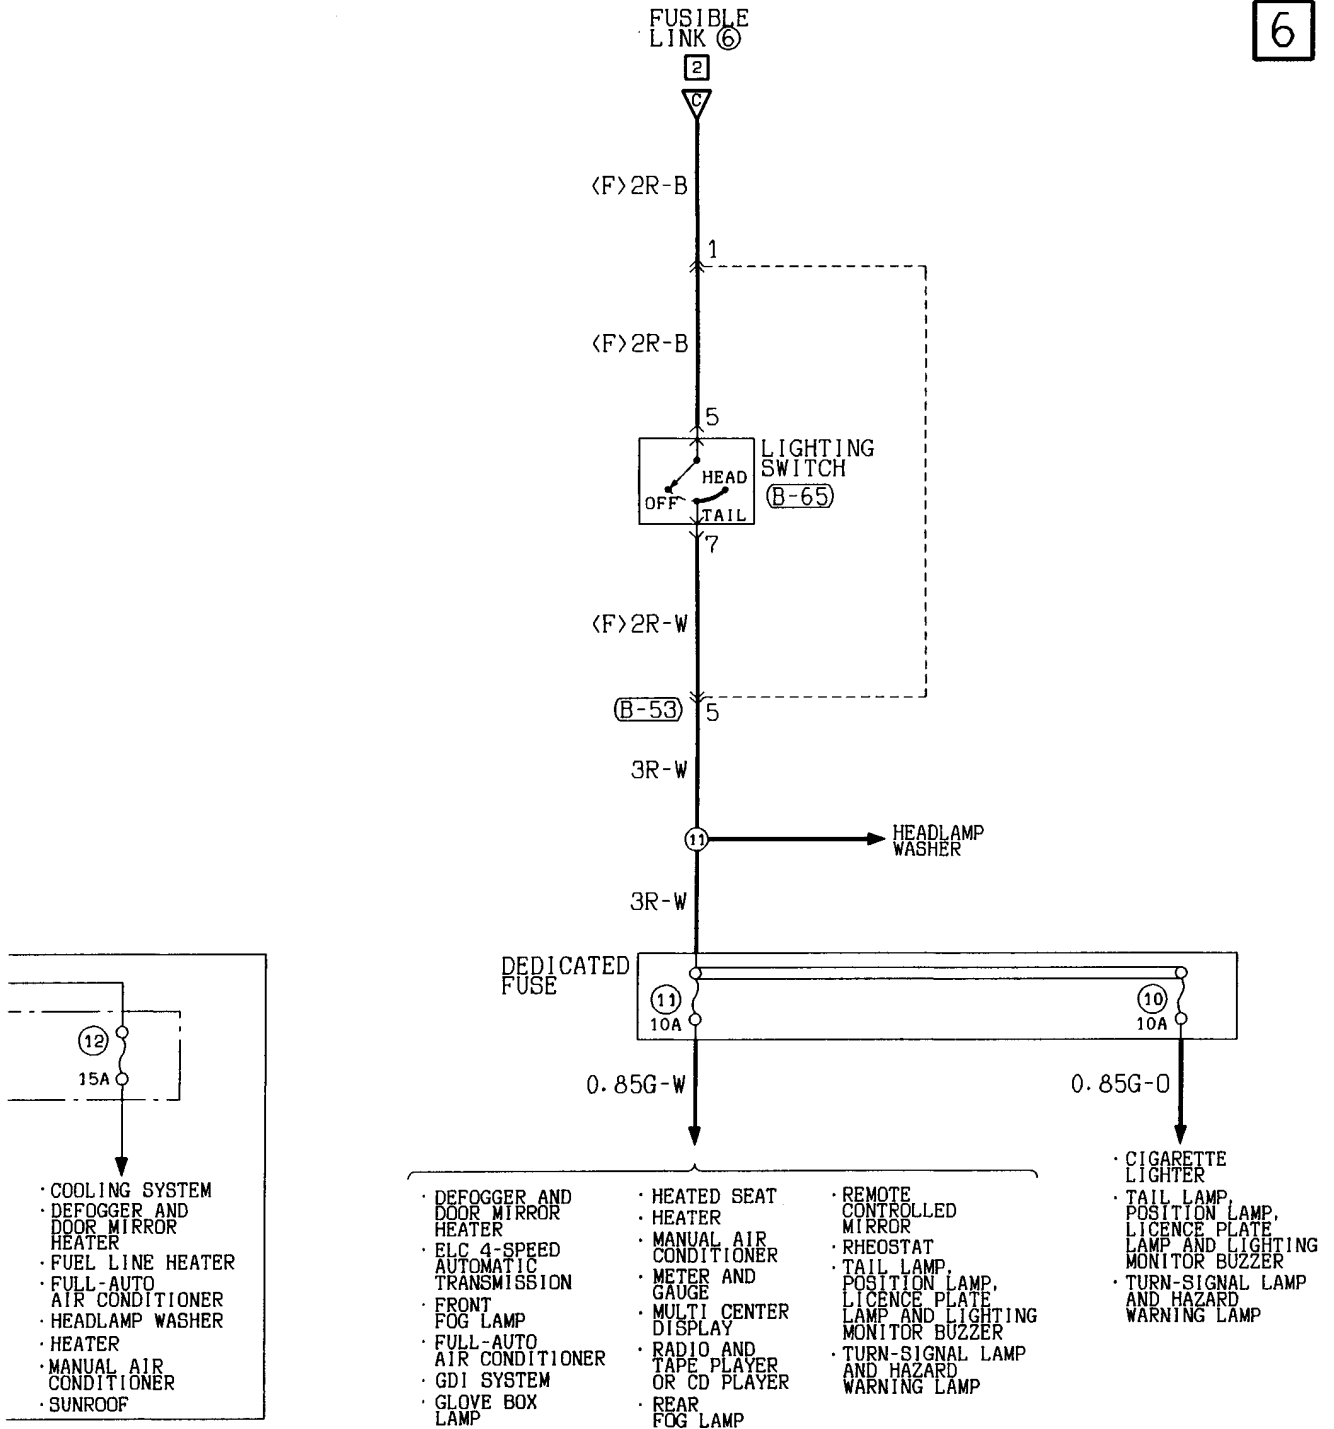 6
FUSIBLE
LINK ⑥
2
C
<F>2R-B
1
<F>2R-B
5
LIGHTING
SWITCH
HEAD
OFF
TAIL
B-65
7
<F>2R-W
B-53
5
3R-W
11
HEADLAMP
WASHER
3R-W
DEDICATED
FUSE
11
10A
10
10A
12
15A
0.85G-W
0.85G-O
·COOLING SYSTEM
·DEFOGGER AND
DOOR MIRROR
HEATER
·FUEL LINE HEATER
·FULL-AUTO
AIR CONDITIONER
·HEADLAMP WASHER
·HEATER
·MANUAL AIR
CONDITIONER
·SUNROOF
·DEFOGGER AND
DOOR MIRROR
HEATER
·ELC 4-SPEED
AUTOMATIC
TRANSMISSION
·FRONT
FOG LAMP
·FULL-AUTO
AIR CONDITIONER
·GDI SYSTEM
·GLOVE BOX
LAMP
·HEATED SEAT
·HEATER
·MANUAL AIR
CONDITIONER
·METER AND
GAUGE
·MULTI CENTER
DISPLAY
·RADIO AND
TAPE PLAYER
OR CD PLAYER
·REAR
FOG LAMP
·REMOTE
CONTROLLED
MIRROR
·RHEOSTAT
·TAIL LAMP,
POSITION LAMP,
LICENCE PLATE
LAMP AND LIGHTING
MONITOR BUZZER
·TURN-SIGNAL LAMP
AND HAZARD
WARNING LAMP
·CIGARETTE
LIGHTER
·TAIL LAMP,
POSITION LAMP,
LICENCE PLATE
LAMP AND LIGHTING
MONITOR BUZZER
·TURN-SIGNAL LAMP
AND HAZARD
WARNING LAMP